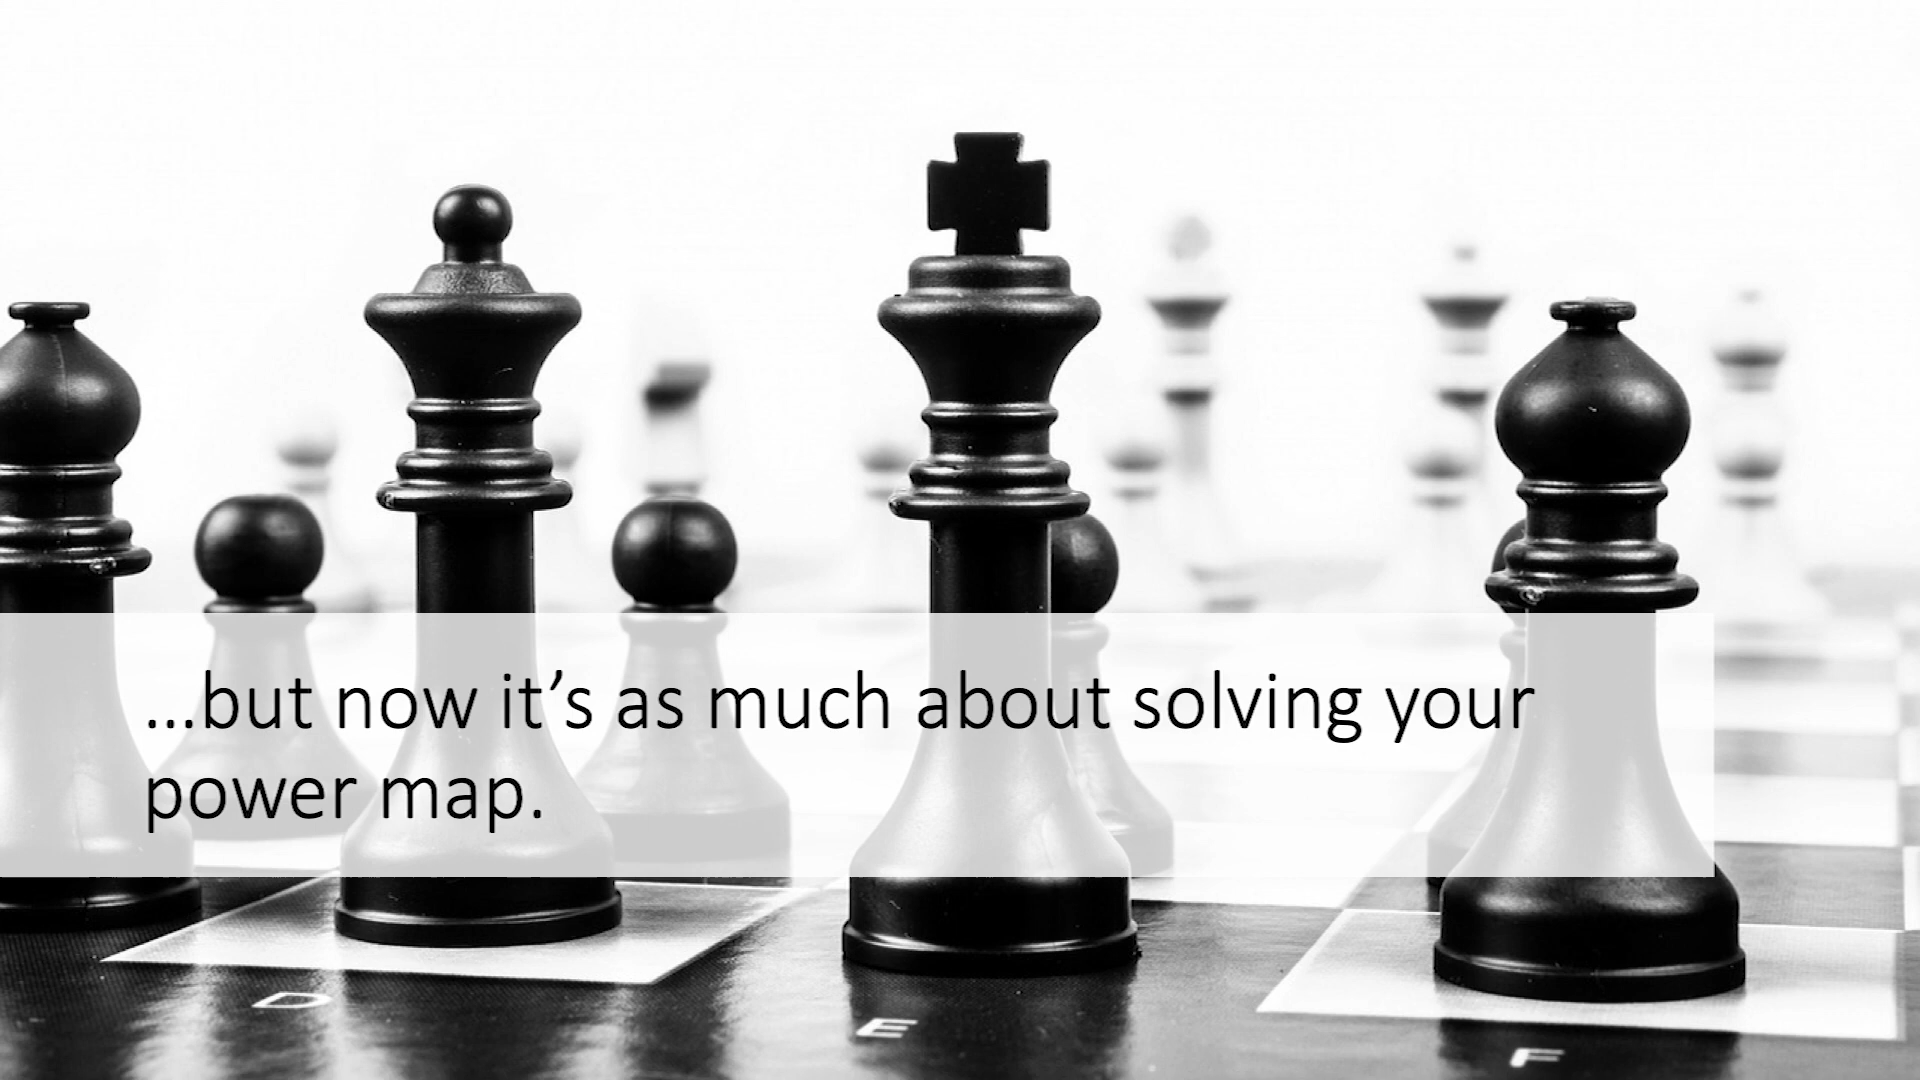 ...but now it’s as much about solving your
power map.
D
E
F